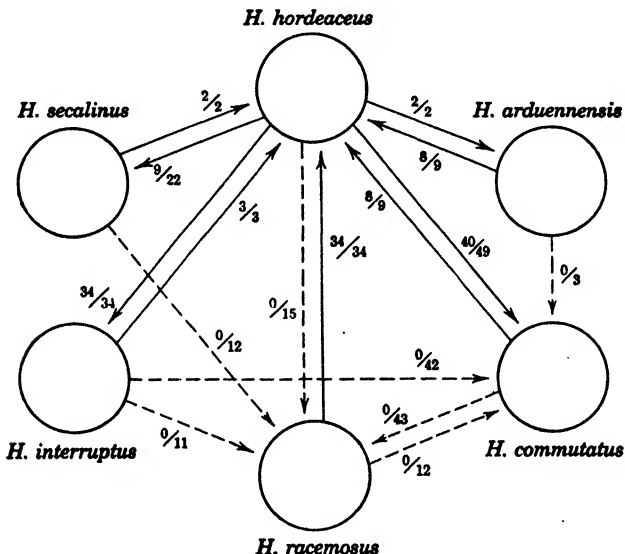 H. hordeaceus
H. secalinus
H. arduennensis
2/2
2/2
9/22
8/9
3/3
8/9
34/34
40/49
34/34
0/15
0/12
0/3
0/42
0/11
0/43
0/12
H. interruptus
H. commutatus
H. racemosus